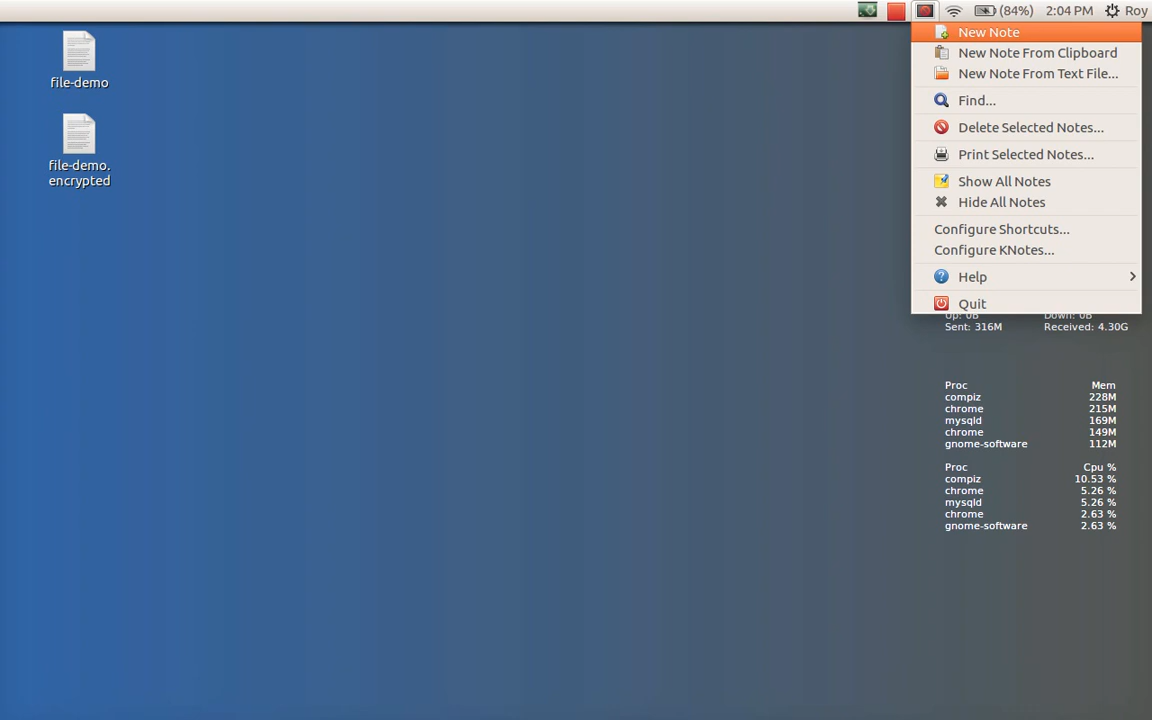 (84%) 2:04 PM Roy
file-demo
file-demo.
encrypted
New Note
New Note From Clipboard
New Note From Text File...
Find...
Delete Selected Notes...
Print Selected Notes...
Show All Notes
Hide All Notes
Configure Shortcuts...
Configure KNotes...
Help
Quit
Up: 0B Down: 0B
Sent: 316M Received: 4.30G
Proc Mem
compiz 228M
chrome 215M
mysqld 169M
chrome 149M
gnome-software 112M
Proc Cpu %
compiz 10.53 %
chrome 5.26 %
mysqld 5.26 %
chrome 2.63 %
gnome-software 2.63 %